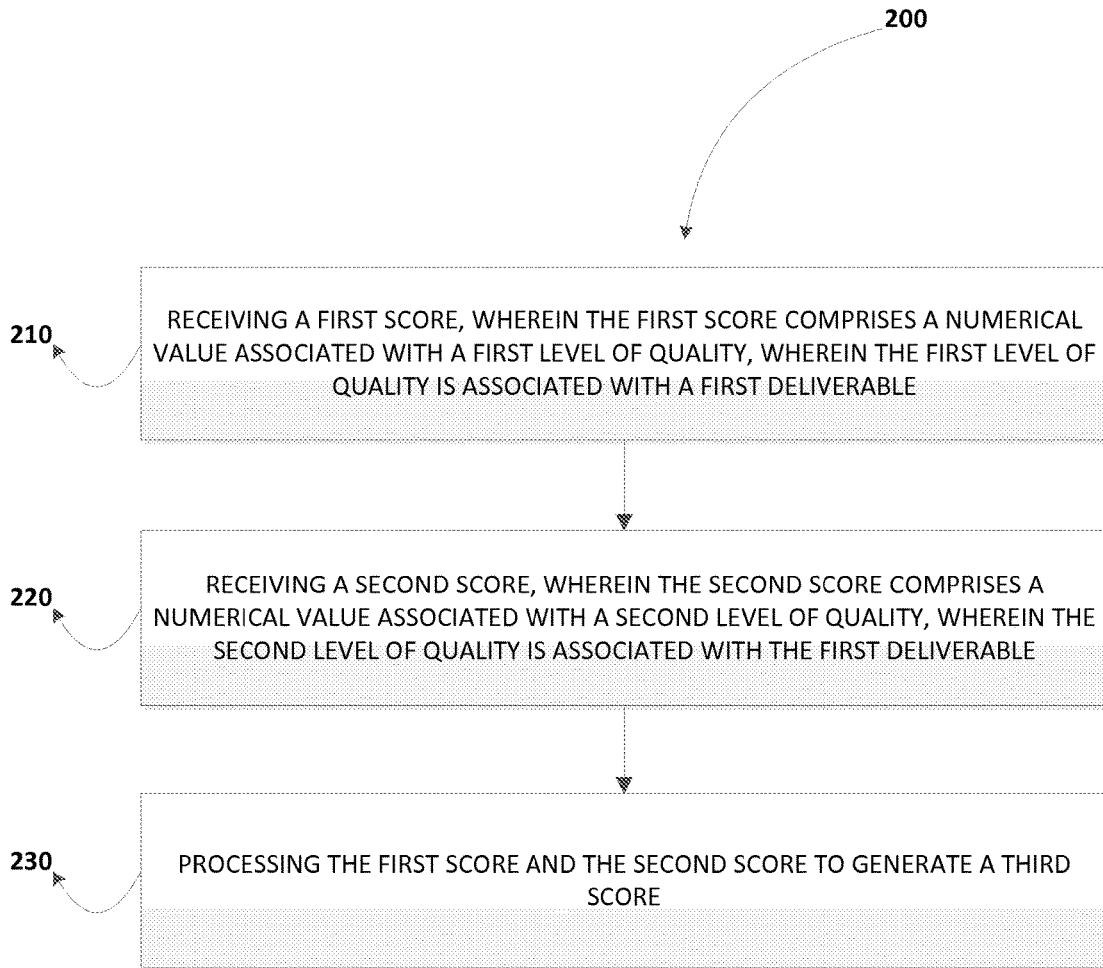 200
210
RECEIVING A FIRST SCORE, WHEREIN THE FIRST SCORE COMPRISES A NUMERICAL
VALUE ASSOCIATED WITH A FIRST LEVEL OF QUALITY, WHEREIN THE FIRST LEVEL OF
QUALITY IS ASSOCIATED WITH A FIRST DELIVERABLE
220
RECEIVING A SECOND SCORE, WHEREIN THE SECOND SCORE COMPRISES A
NUMERICAL VALUE ASSOCIATED WITH A SECOND LEVEL OF QUALITY, WHEREIN THE
SECOND LEVEL OF QUALITY IS ASSOCIATED WITH THE FIRST DELIVERABLE
230
PROCESSING THE FIRST SCORE AND THE SECOND SCORE TO GENERATE A THIRD
SCORE